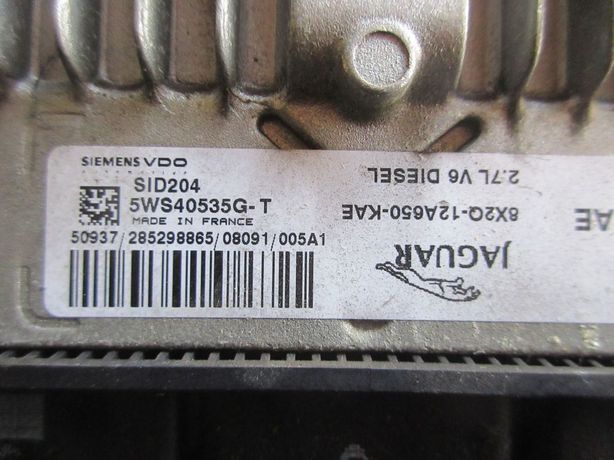 SIEMENS VDO
SID204
5WS40535G-T
MADE IN FRANCE
50937/285298865/08091/005A1
2.7L V6 DIESEL
8X2Q-12A650-KAE
JAGUAR
AE